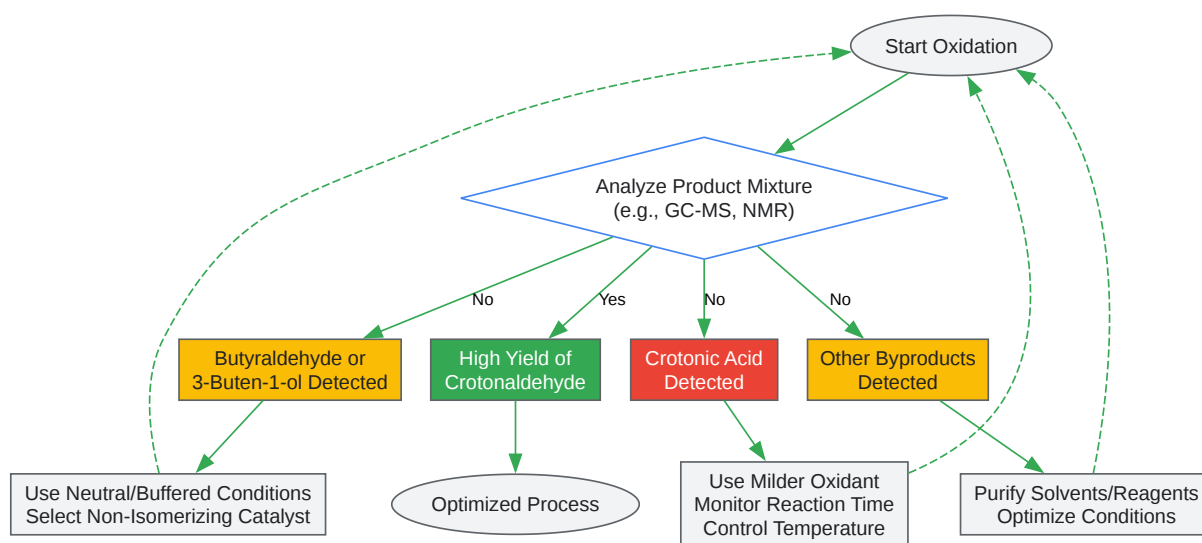 Start Oxidation
Analyze Product Mixture
(e.g., GC-MS, NMR)
No
Yes
No
No
Butyraldehyde or
3-Buten-1-ol Detected
High Yield of
Crotonaldehyde
Crotonic Acid
Detected
Other Byproducts
Detected
Use Neutral/Buffered Conditions
Select Non-Isomerizing Catalyst
Optimized Process
Use Milder Oxidant
Monitor Reaction Time
Control Temperature
Purify Solvents/Reagents
Optimize Conditions